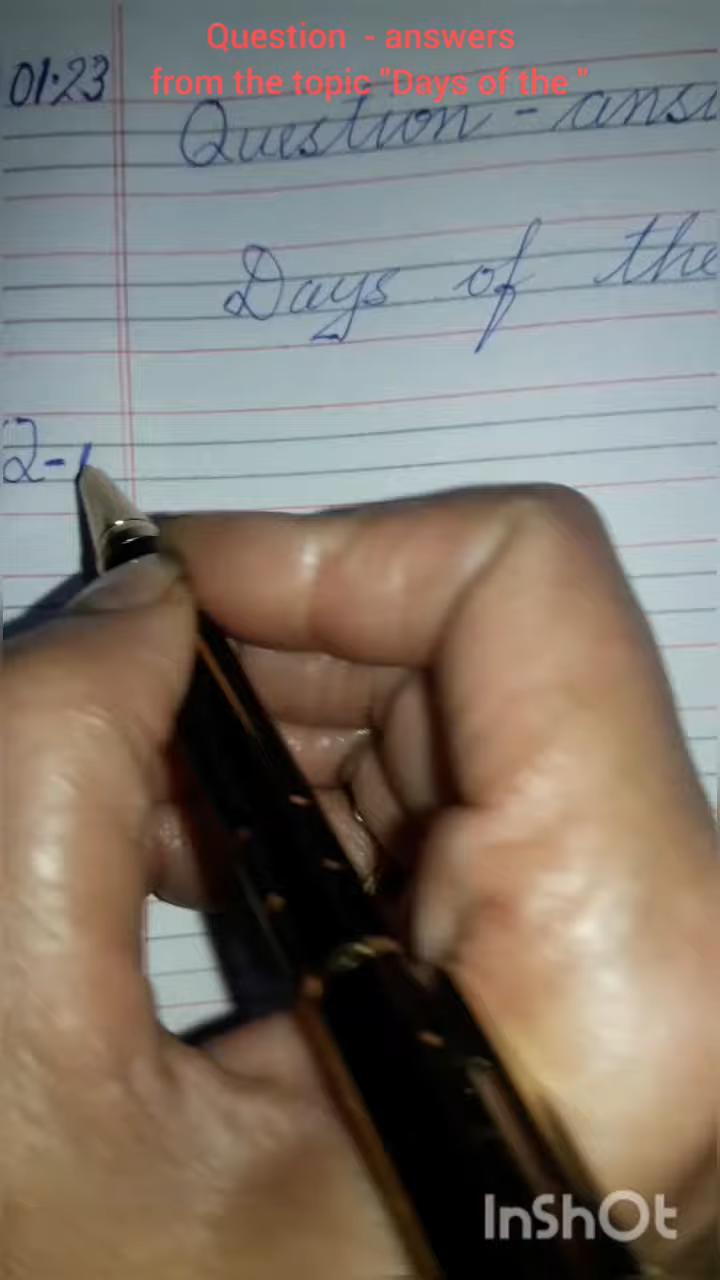 Question - answers
from the topic "Days of the "
01.23
Question - ans
Days of the
Q-1
InShOt